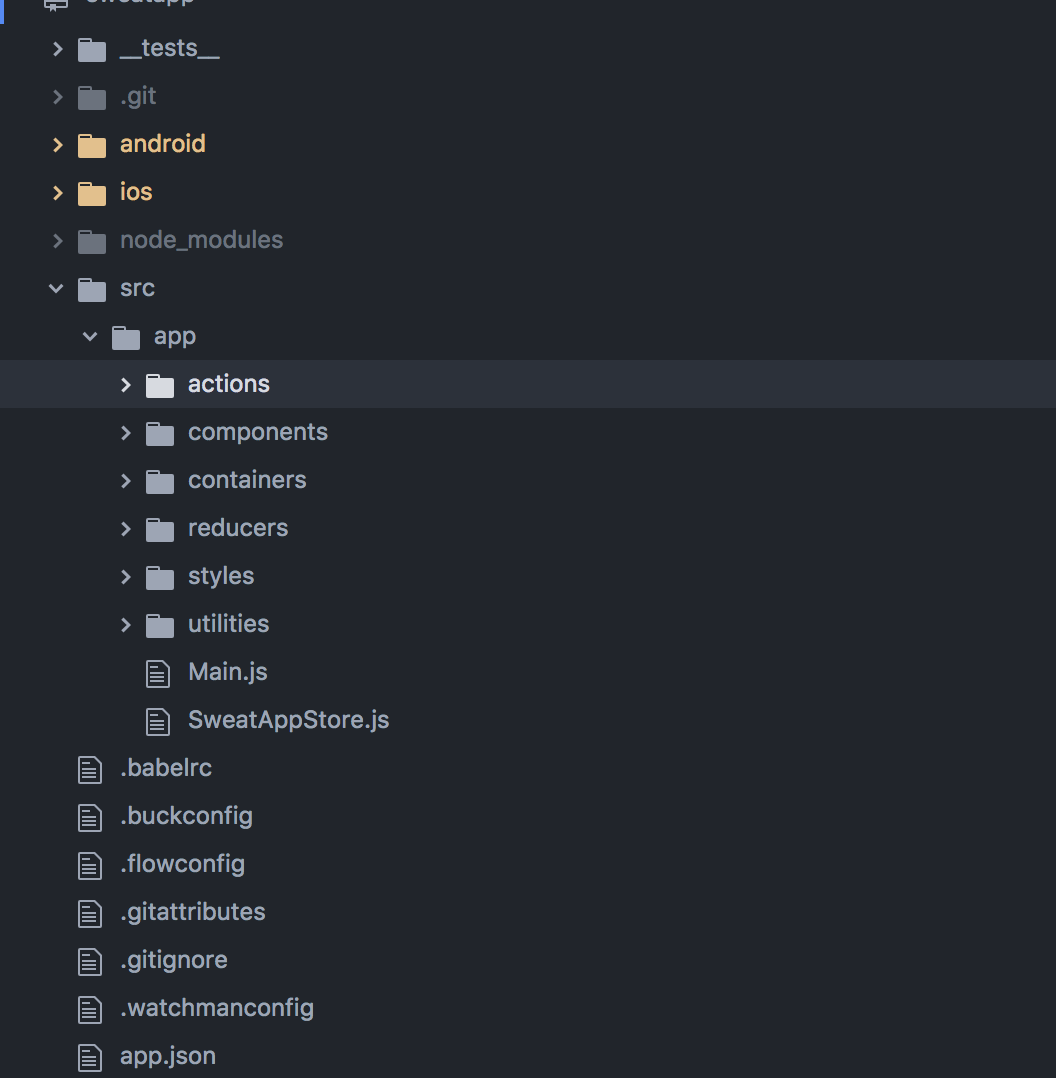 sweatapp
__tests__
.git
android
ios
node_modules
src
app
actions
components
containers
reducers
styles
utilities
Main.js
SweatAppStore.js
.babelrc
.buckconfig
.flowconfig
.gitattributes
.gitignore
.watchmanconfig
app.json